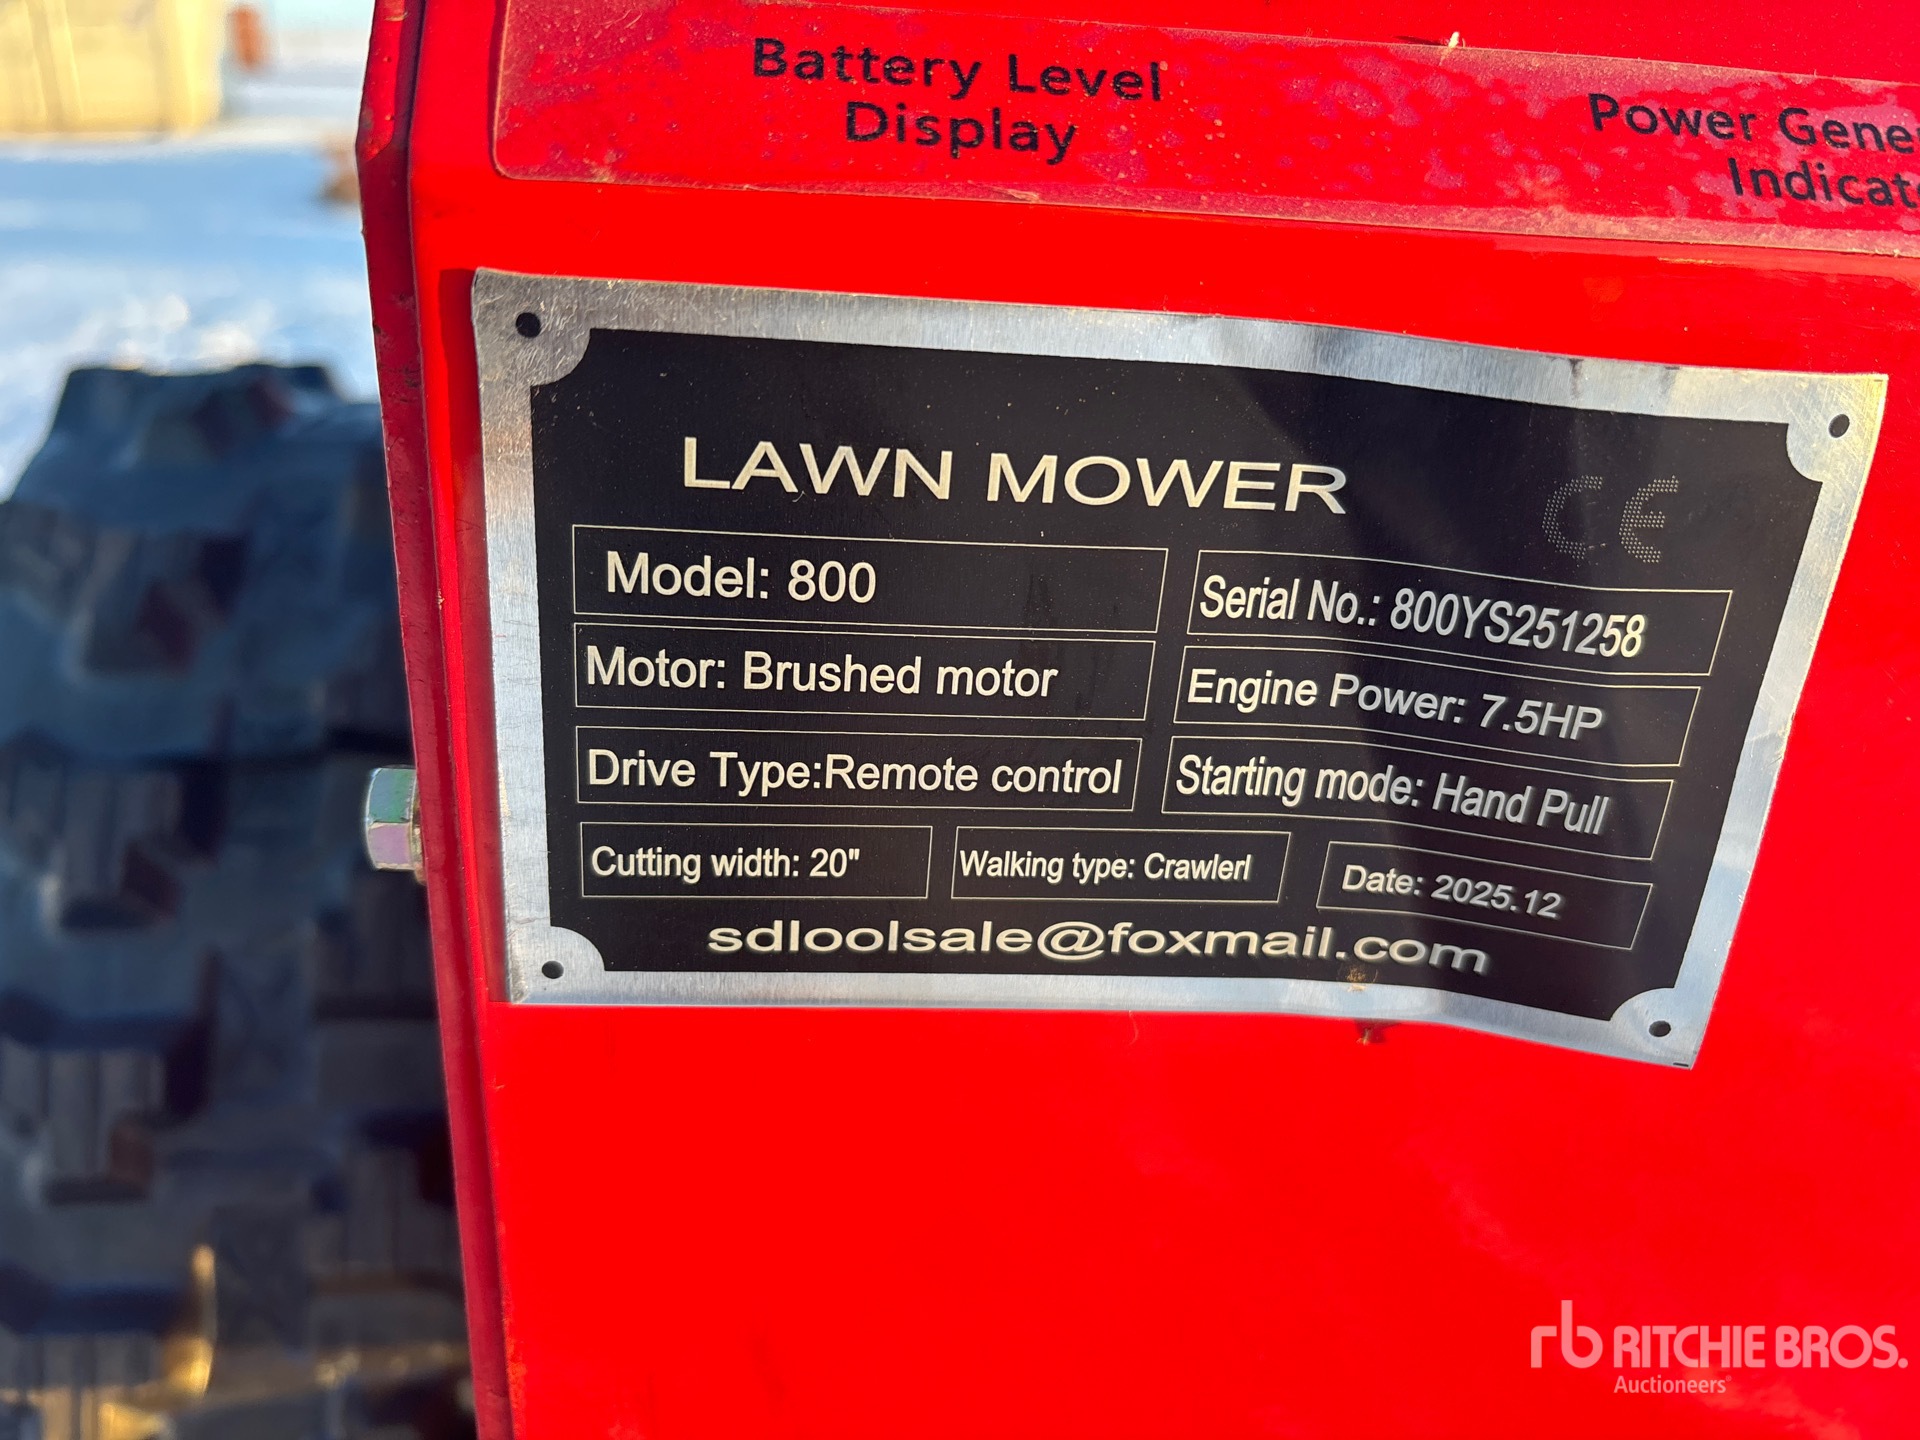 Battery Level
Display
Power Gene
Indicat
LAWN MOWER
CE
Model: 800
Serial No.: 800YS251258
Motor: Brushed motor
Engine Power: 7.5HP
Drive Type:Remote control
Starting mode: Hand Pull
Cutting width: 20"
Walking type: Crawlerl
Date: 2025.12
sdloolsale@foxmail.com
rb RITCHIE BROS.
Auctioneers